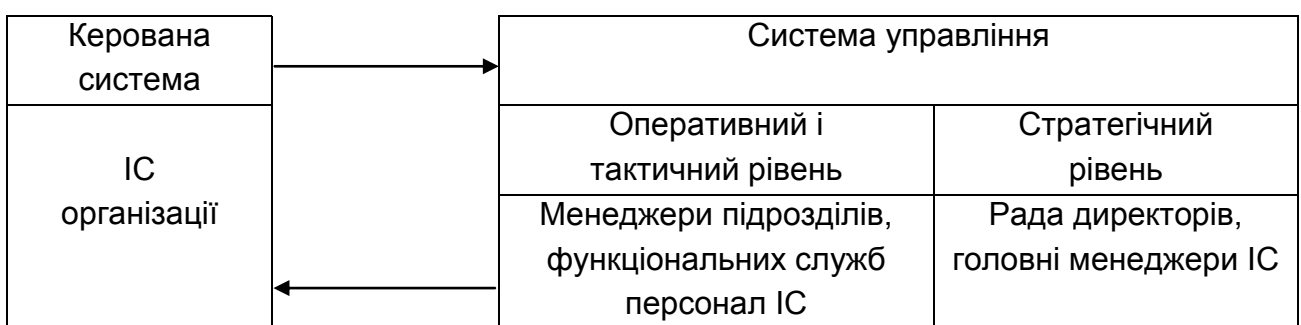 Керована
система
ІС
організації
Система управління
Оперативний і
тактичний рівень
Стратегічний
рівень
Менеджери підрозділів,
функціональних служб
персонал ІС
Рада директорів,
головні менеджери ІС